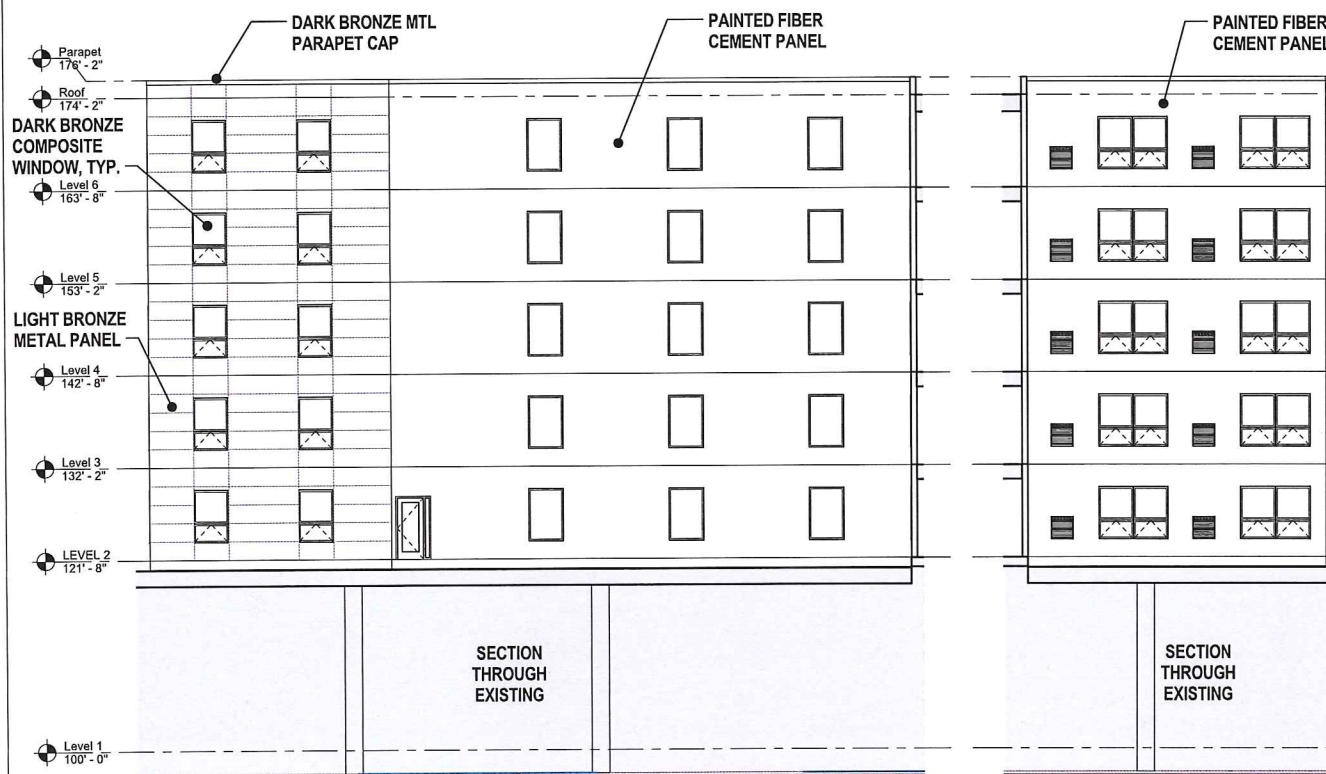 DARK BRONZE MTL
PARAPET CAP
PAINTED FIBER
CEMENT PANEL
PAINTED FIBER
CEMENT PANEL
Parapet
176' - 2"
Roof
174' - 2"
DARK BRONZE
COMPOSITE
WINDOW, TYP.
Level 6
163' - 8"
Level 5
153' - 2"
LIGHT BRONZE
METAL PANEL
Level 4
142' - 8"
Level 3
132' - 2"
LEVEL 2
121' - 8"
SECTION
THROUGH
EXISTING
SECTION
THROUGH
EXISTING
Level 1
100' - 0"